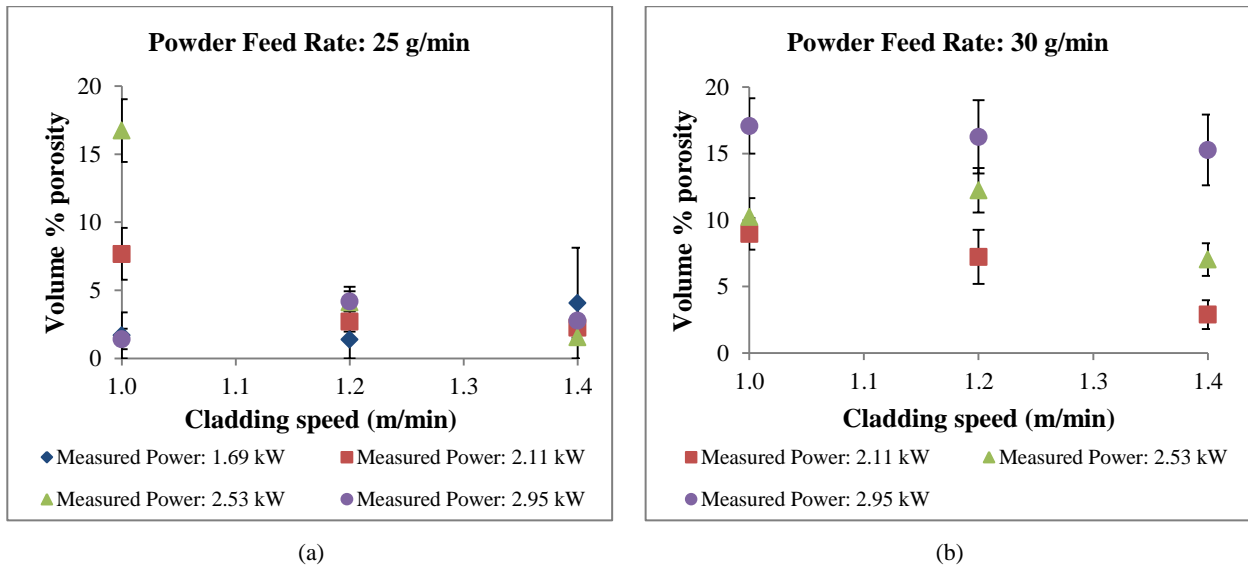 Powder Feed Rate: 25 g/min
Volume % porosity
20
15
10
5
0
1.0 1.1 1.2 1.3 1.4
Cladding speed (m/min)
Measured Power: 1.69 kW Measured Power: 2.11 kW
Measured Power: 2.53 kW Measured Power: 2.95 kW
(a)
Powder Feed Rate: 30 g/min
Volume % porosity
20
15
10
5
0
1.0 1.1 1.2 1.3 1.4
Cladding speed (m/min)
Measured Power: 2.11 kW Measured Power: 2.53 kW
Measured Power: 2.95 kW
(b)